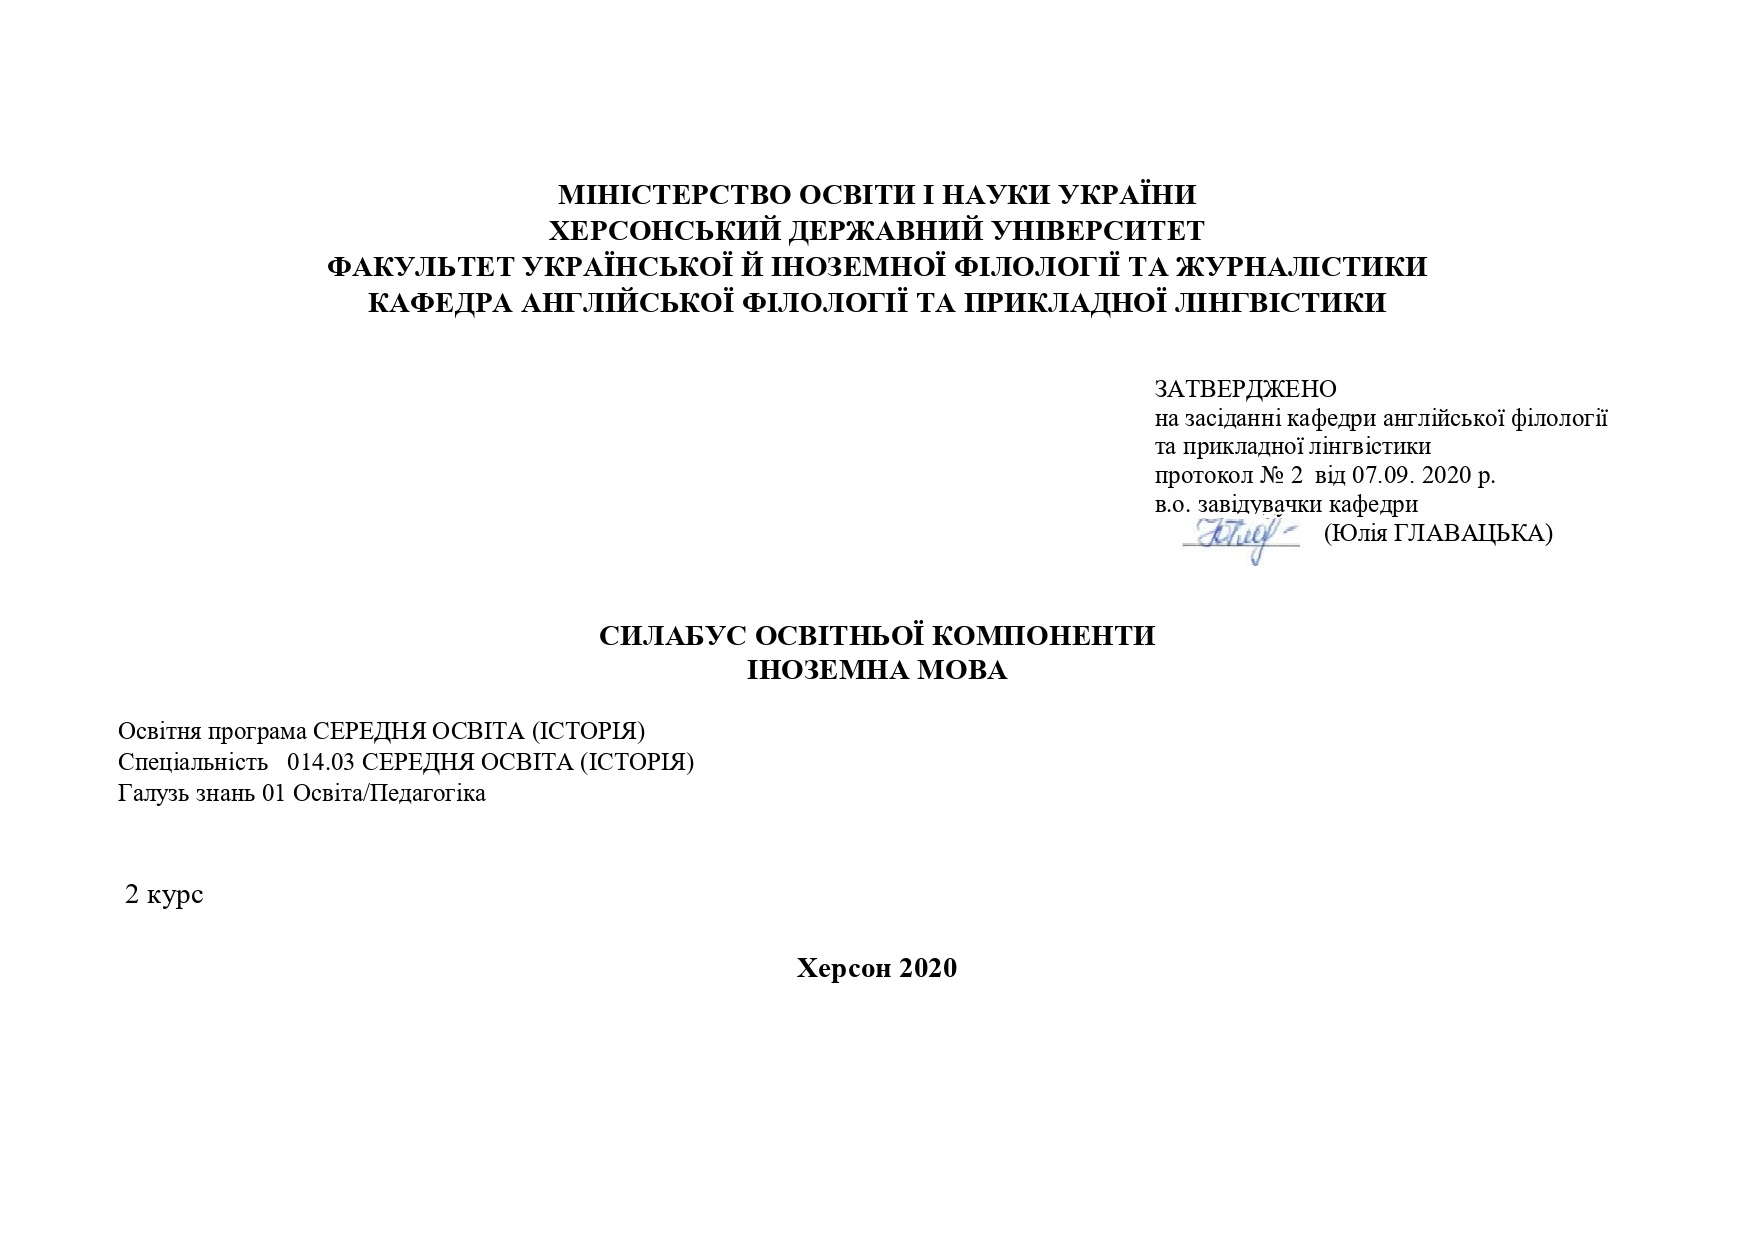 МІНІСТЕРСТВО ОСВІТИ І НАУКИ УКРАЇНИ
ХЕРСОНСЬКИЙ ДЕРЖАВНИЙ УНІВЕРСИТЕТ
ФАКУЛЬТЕТ УКРАЇНСЬКОЇ Й ІНОЗЕМНОЇ ФІЛОЛОГІЇ ТА ЖУРНАЛІСТИКИ
КАФЕДРА АНГЛІЙСЬКОЇ ФІЛОЛОГІЇ ТА ПРИКЛАДНОЇ ЛІНГВІСТИКИ
ЗАТВЕРДЖЕНО
на засіданні кафедри англійської філології
та прикладної лінгвістики
протокол № 2 від 07.09. 2020 р.
в.о. завідувачки кафедри
(Юлія ГЛАВАЦЬКА)
СИЛАБУС ОСВІТНЬОЇ КОМПОНЕНТИ
ІНОЗЕМНА МОВА
Освітня програма СЕРЕДНЯ ОСВІТА (ІСТОРІЯ)
Спеціальність 014.03 СЕРЕДНЯ ОСВІТА (ІСТОРІЯ)
Галузь знань 01 Освіта/Педагогіка
2 курс
Херсон 2020